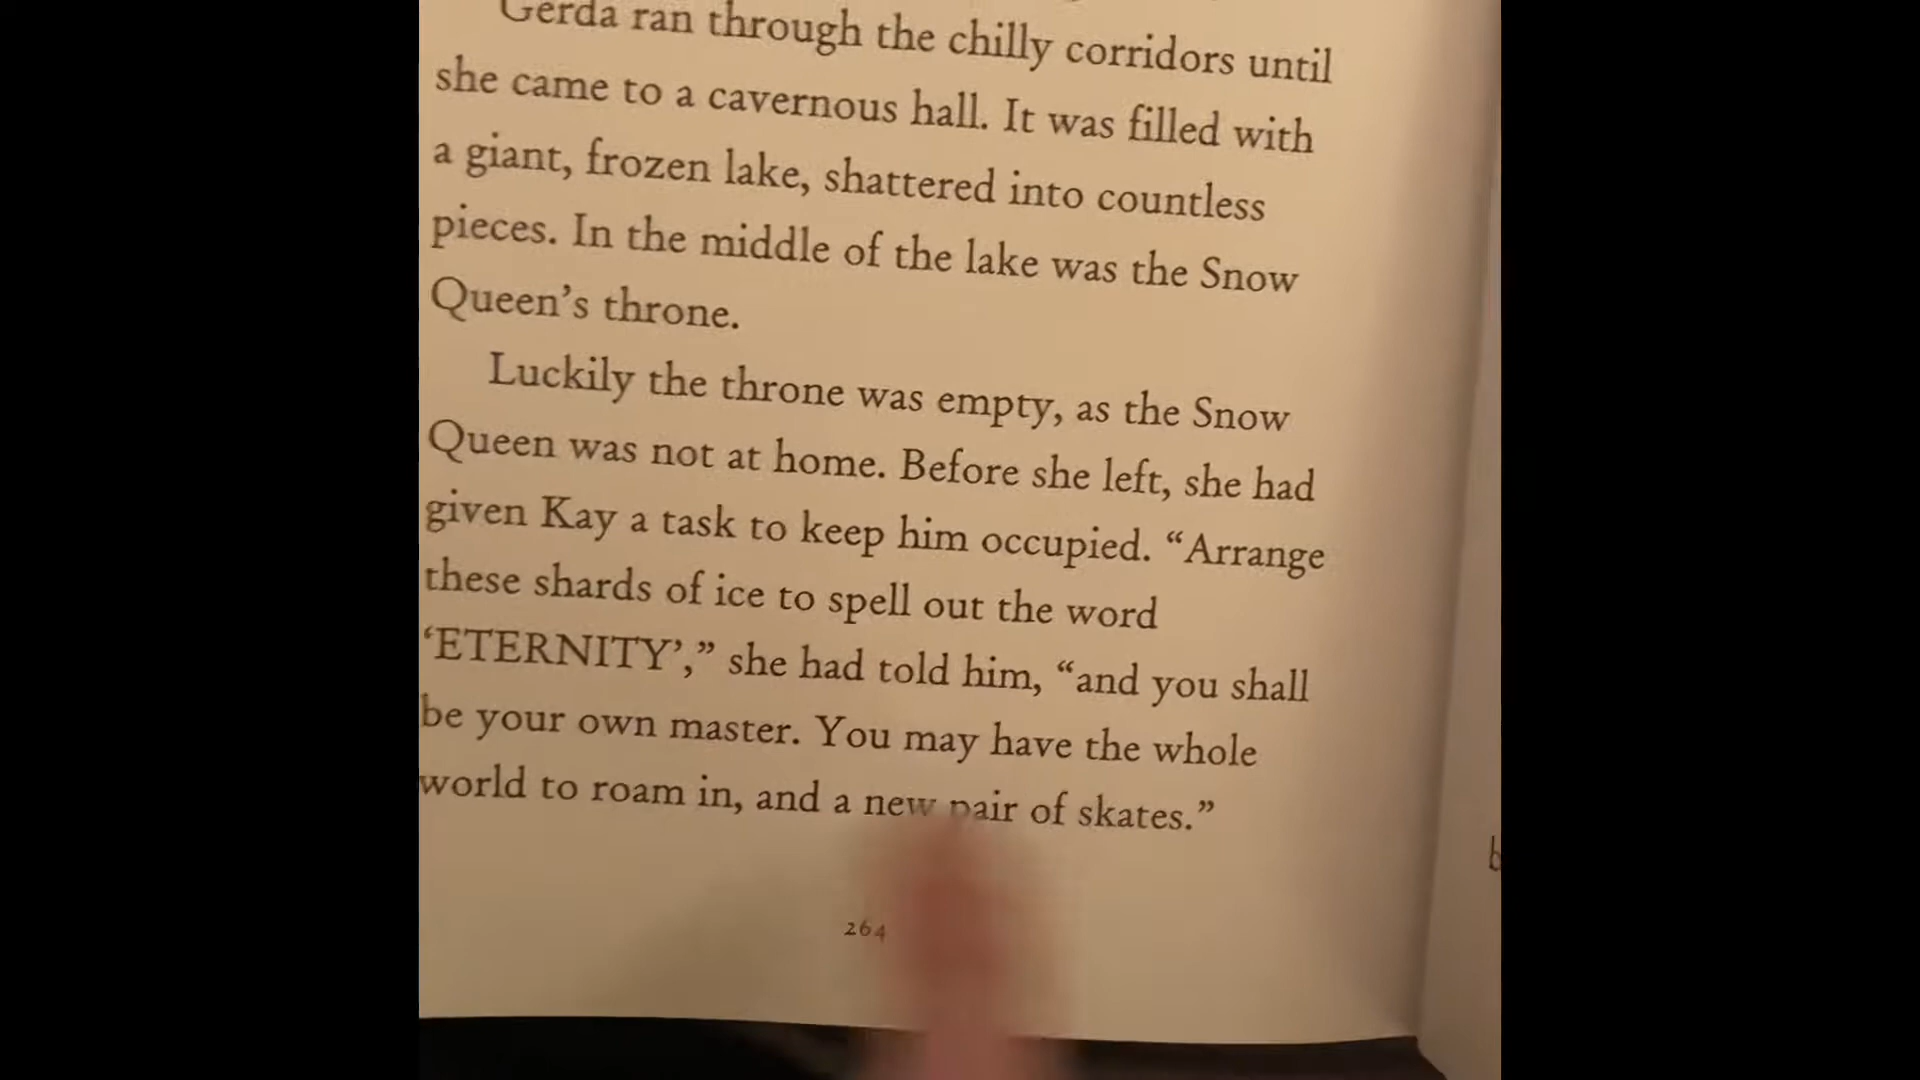 Gerda ran through the chilly corridors until
she came to a cavernous hall. It was filled with
a giant, frozen lake, shattered into countless
pieces. In the middle of the lake was the Snow
Queen’s throne.
Luckily the throne was empty, as the Snow
Queen was not at home. Before she left, she had
given Kay a task to keep him occupied. “Arrange
these shards of ice to spell out the word
‘ETERNITY’,” she had told him, “and you shall
be your own master. You may have the whole
world to roam in, and a new pair of skates.”
264